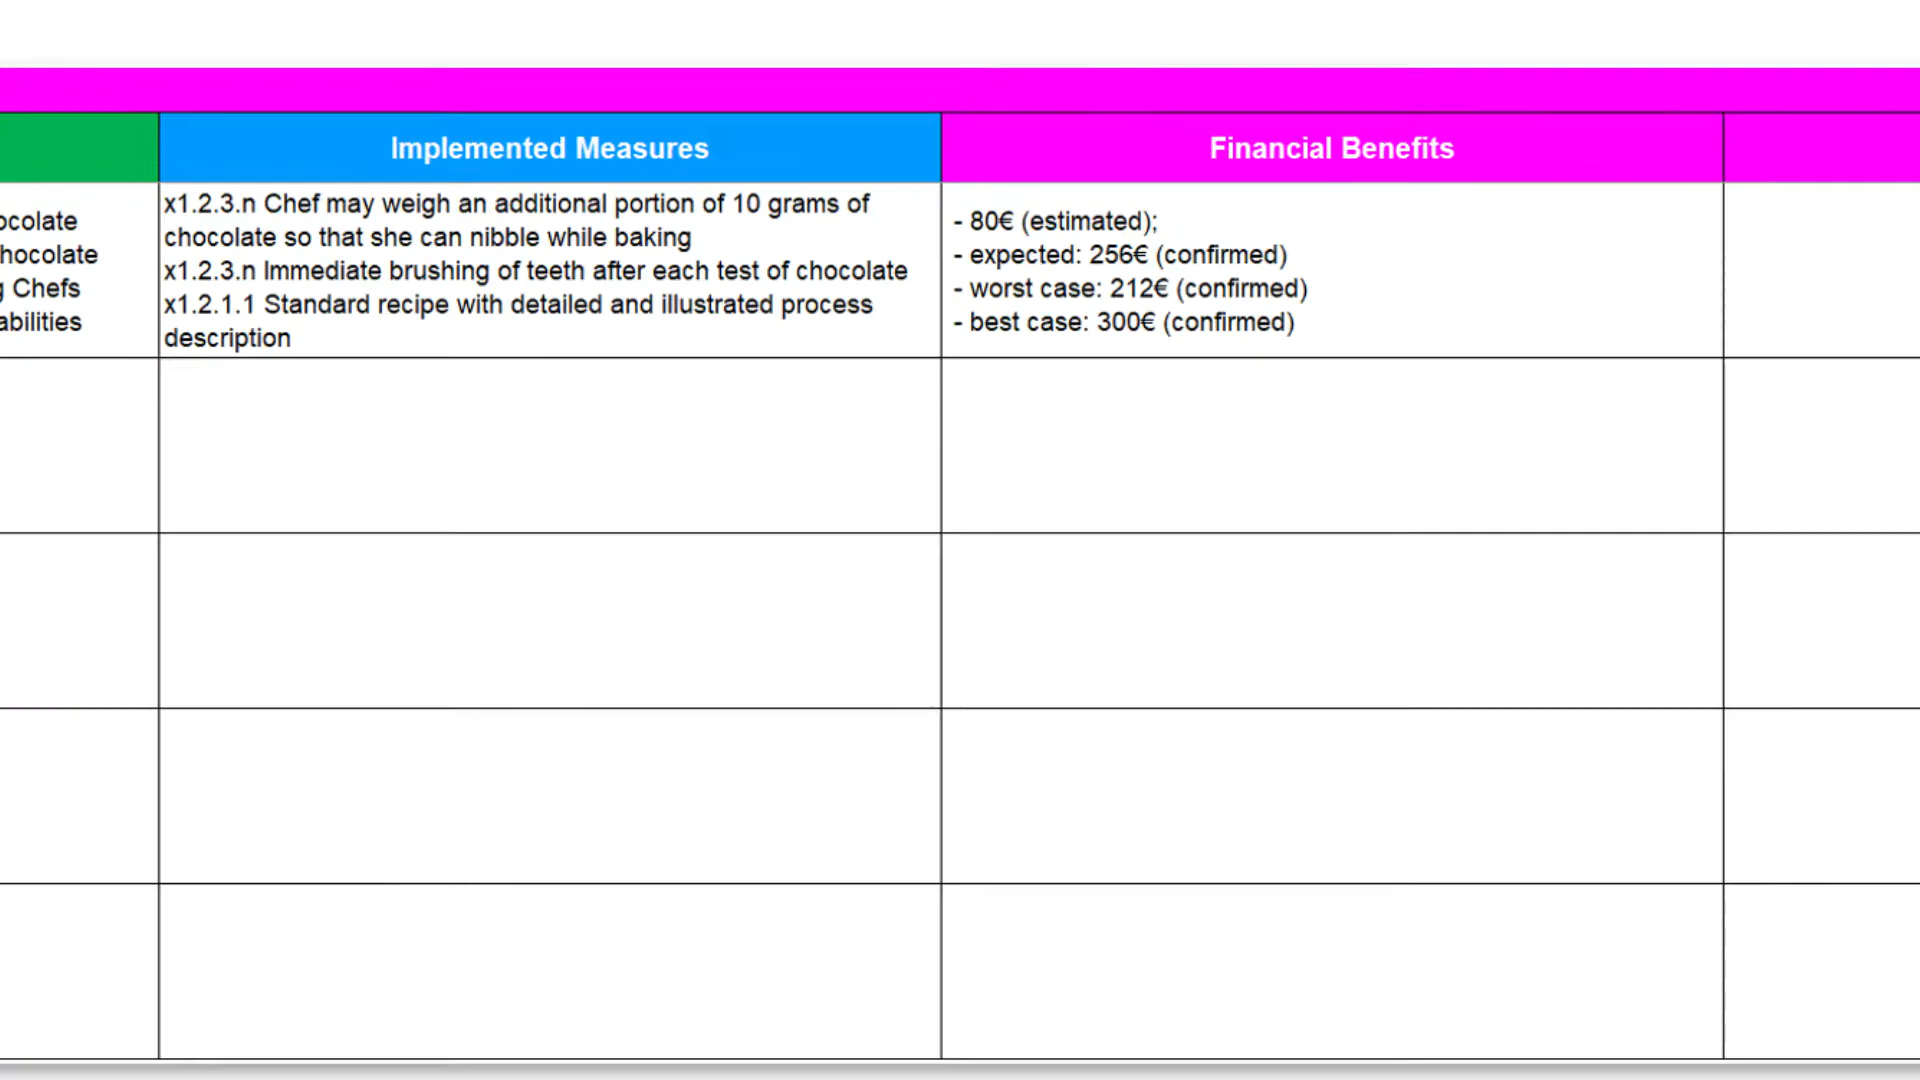 Implemented Measures
Financial Benefits
Chefs
x1.2.3.n Chef may weigh an additional portion of 10 grams of
chocolate so that she can nibble while baking
x1.2.3.n Immediate brushing of teeth after each test of chocolate
x1.2.1.1 Standard recipe with detailed and illustrated process
description
- 80€ (estimated);
- expected: 256€ (confirmed)
- worst case: 212€ (confirmed)
- best case: 300€ (confirmed)